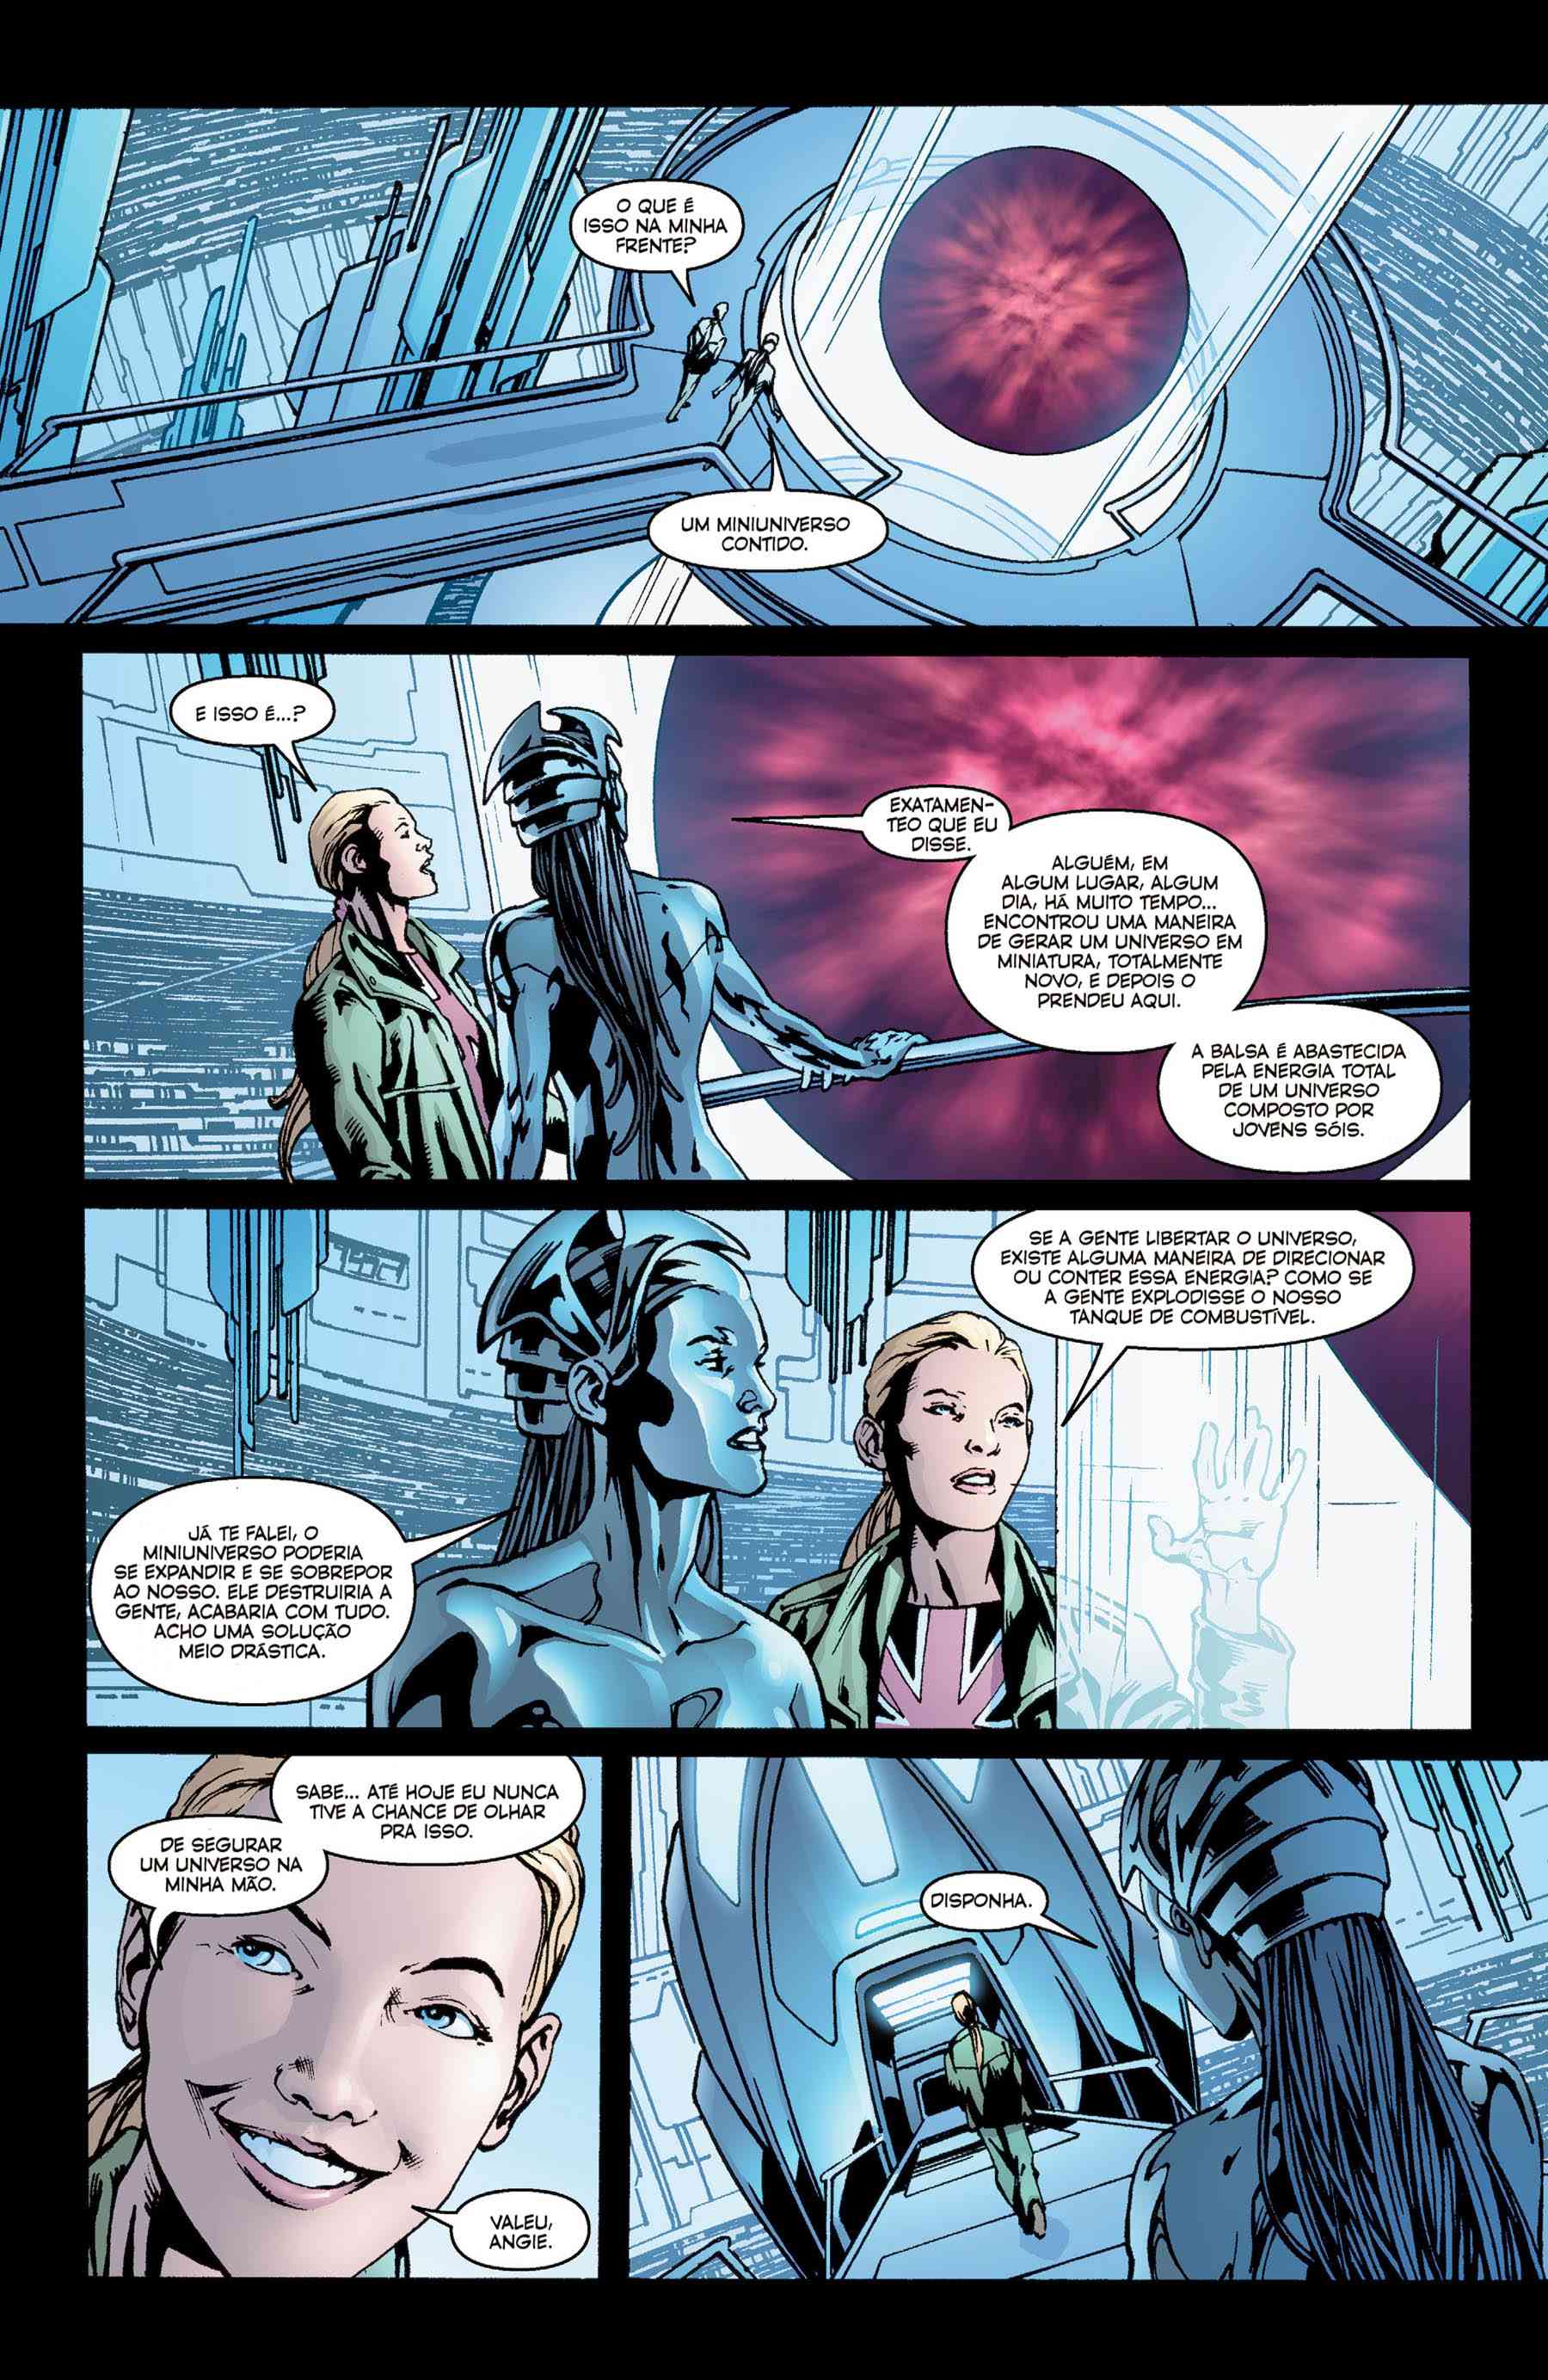 O QUE É
ISSO NA MINHA
FRENTE?
UM MINIUNIVERSO
CONTIDO.
E ISSO É...?
EXATAMEN-
TEO QUE EU
DISSE.
ALGUÉM, EM
ALGUM LUGAR, ALGUM
DIA, HÁ MUITO TEMPO...
ENCONTROU UMA MANEIRA
DE GERAR UM UNIVERSO EM
MINIATURA, TOTALMENTE
NOVO, E DEPOIS O
PRENDEU AQUI.
A BALSA É ABASTECIDA
PELA ENERGIA TOTAL
DE UM UNIVERSO
COMPOSTO POR
JOVENS SÓIS.
SE A GENTE LIBERTAR O UNIVERSO,
EXISTE ALGUMA MANEIRA DE DIRECIONAR
OU CONTER ESSA ENERGIA? COMO SE
A GENTE EXPLODISSE O NOSSO
TANQUE DE COMBUSTÍVEL.
JÁ TE FALEI, O
MINIUNIVERSO PODERIA
SE EXPANDIR E SE SOBREPOR
AO NOSSO. ELE DESTRUIRIA A
GENTE, ACABARIA COM TUDO.
ACHO UMA SOLUÇÃO
MEIO DRÁSTICA.
SABE... ATÉ HOJE EU NUNCA
TIVE A CHANCE DE OLHAR
PRA ISSO.
DE SEGURAR
UM UNIVERSO NA
MINHA MÃO.
VALEU,
ANGIE.
DISPONHA.